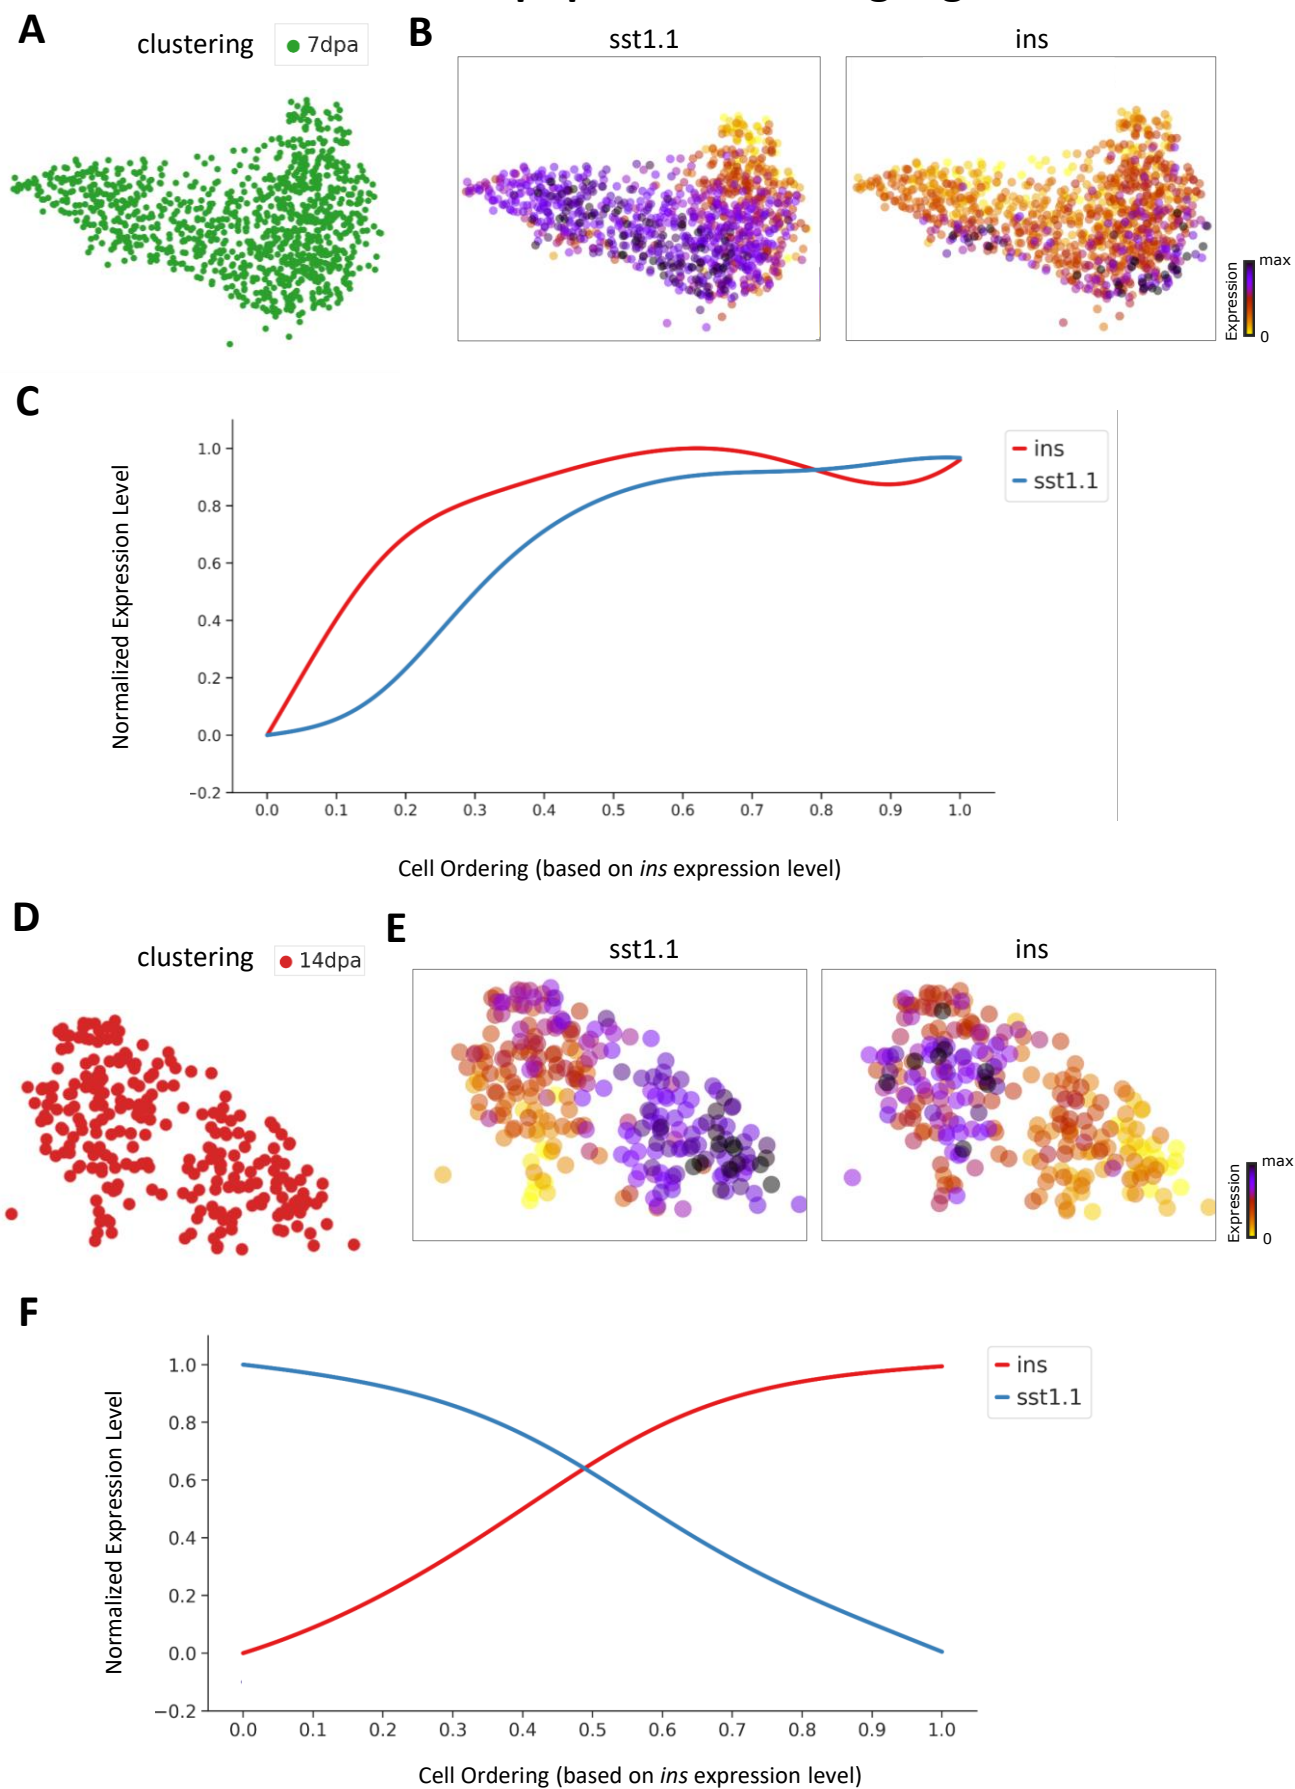 A
clustering
7dpa
B
sst1.1
ins
Expression
max
0
C
Normalized Expression Level
1.0
0.8
0.6
0.4
0.2
0.0
−0.2
0.0 0.1 0.2 0.3 0.4 0.5 0.6 0.7 0.8 0.9 1.0
ins
sst1.1
Cell Ordering (based on ins expression level)
D
clustering
14dpa
E
sst1.1
ins
Expression
max
0
F
Normalized Expression Level
1.0
0.8
0.6
0.4
0.2
0.0
−0.2
0.0 0.1 0.2 0.3 0.4 0.5 0.6 0.7 0.8 0.9 1.0
ins
sst1.1
Cell Ordering (based on ins expression level)